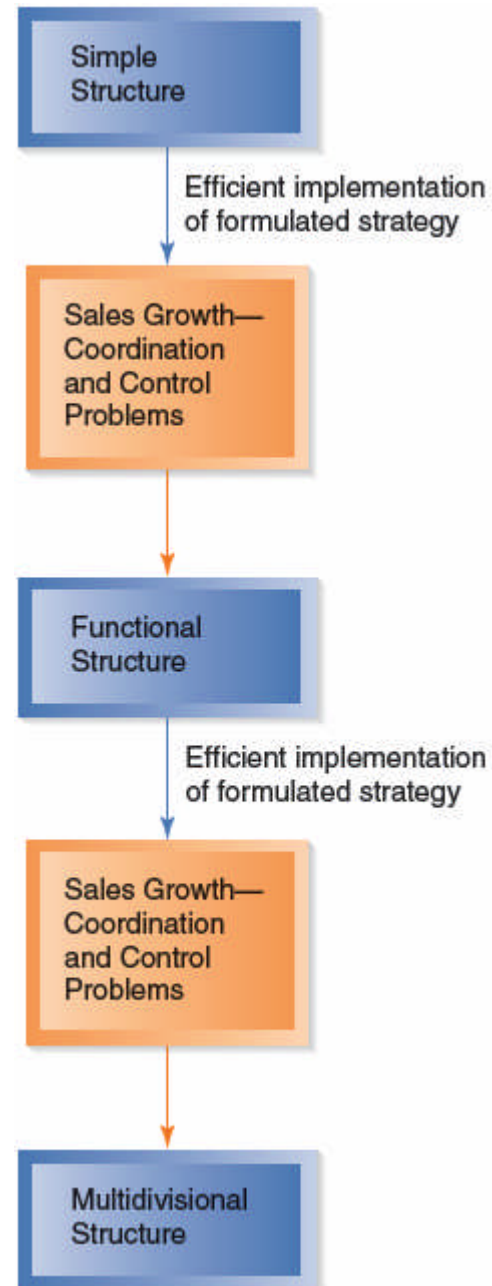 Simple
Structure
Efficient implementation
of formulated strategy
Sales Growth—
Coordination
and Control
Problems
Functional
Structure
Efficient implementation
of formulated strategy
Sales Growth—
Coordination
and Control
Problems
Multidivisional
Structure